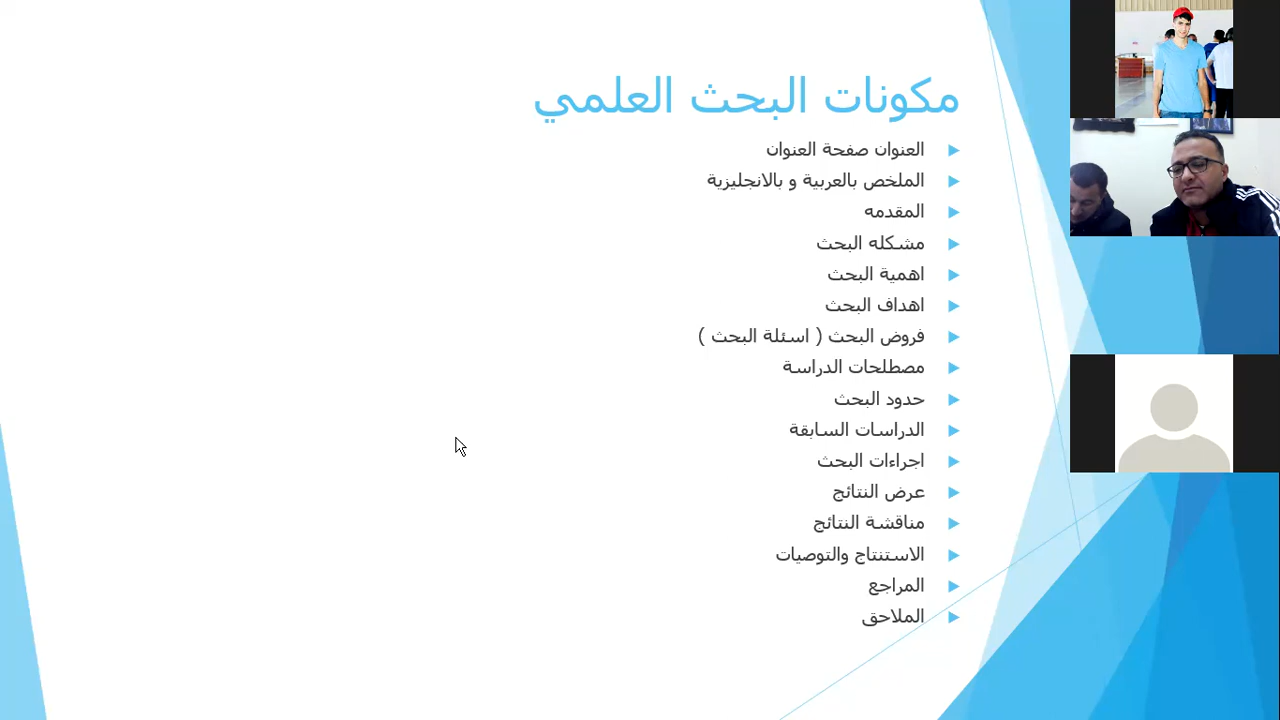 مكونات البحث العلمي
العنوان صفحة العنوان
الملخص بالعربية و بالانجليزية
المقدمه
مشكله البحث
اهمية البحث
اهداف البحث
فروض البحث ( اسئلة البحث )
مصطلحات الدراسة
حدود البحث
الدراسات السابقة
اجراءات البحث
عرض النتائج
مناقشة النتائج
الاستنتاج والتوصيات
المراجع
الملاحق